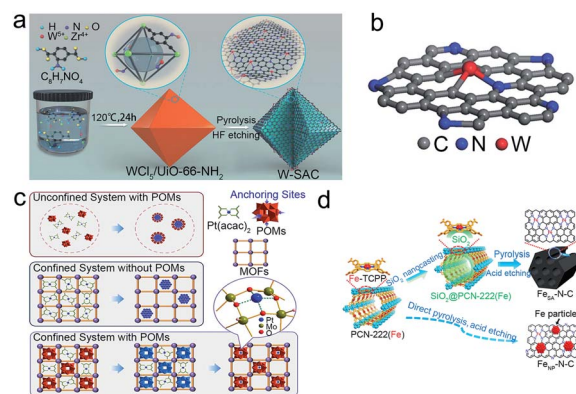 a
H N O
W5+ Zr4+
C8H7NO4
120℃,24h
WCl5/UiO-66-NH2
Pyrolysis
HF etching
W-SAC
b
C N W
c
Unconfined System with POMs
Anchoring Sites
Pt(acac)2
POMs
MOFs
Confined System without POMs
Pt
Mo
O
Confined System with POMs
d
Fe-TCPP
PCN-222(Fe)
SiO2 nanocasting
SiO2
SiO2@PCN-222(Fe)
Pyrolysis
Acid etching
FeSA-N-C
Direct pyrolysis, acid etching
Fe particle
FeNP-N-C